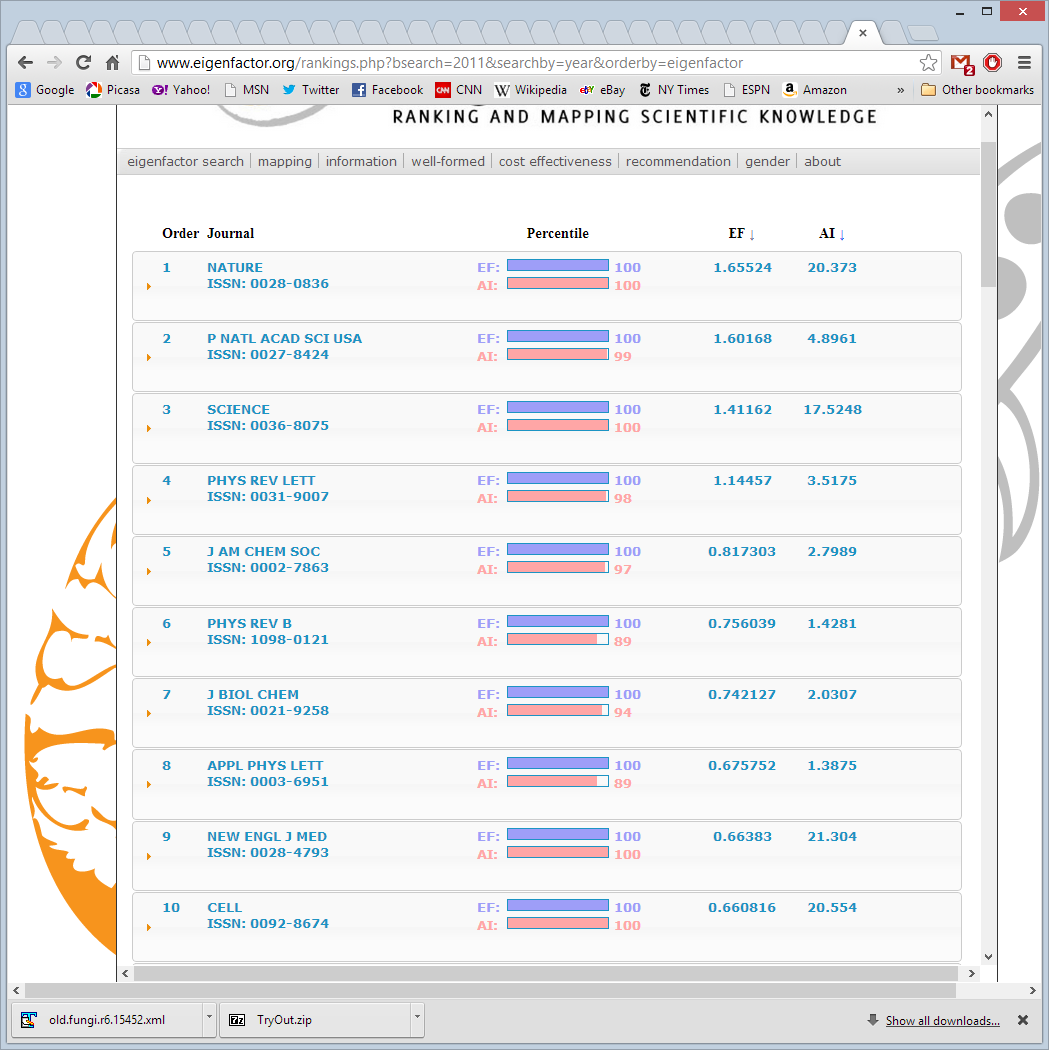 www.eigenfactor.org/rankings.php?bsearch=2011&searchby=year&orderby=eigenfactor
2
Google Picasa Yahoo! MSN Twitter Facebook CNN Wikipedia eBay NY Times ESPN Amazon » Other bookmarks
RANKING AND MAPPING SCIENTIFIC KNOWLEDGE
eigenfactor search | mapping | information | well-formed | cost effectiveness | recommendation | gender | about
Order Journal Percentile EF ↓ AI ↓
1 NATURE EF: 100 1.65524 20.373
ISSN: 0028-0836 AI: 100
2 P NATL ACAD SCI USA EF: 100 1.60168 4.8961
ISSN: 0027-8424 AI: 99
3 SCIENCE EF: 100 1.41162 17.5248
ISSN: 0036-8075 AI: 100
4 PHYS REV LETT EF: 100 1.14457 3.5175
ISSN: 0031-9007 AI: 98
5 J AM CHEM SOC EF: 100 0.817303 2.7989
ISSN: 0002-7863 AI: 97
6 PHYS REV B EF: 100 0.756039 1.4281
ISSN: 1098-0121 AI: 89
7 J BIOL CHEM EF: 100 0.742127 2.0307
ISSN: 0021-9258 AI: 94
8 APPL PHYS LETT EF: 100 0.675752 1.3875
ISSN: 0003-6951 AI: 89
9 NEW ENGL J MED EF: 100 0.66383 21.304
ISSN: 0028-4793 AI: 100
10 CELL EF: 100 0.660816 20.554
ISSN: 0092-8674 AI: 100
old.fungi.r6.15452.xml TryOut.zip Show all downloads...